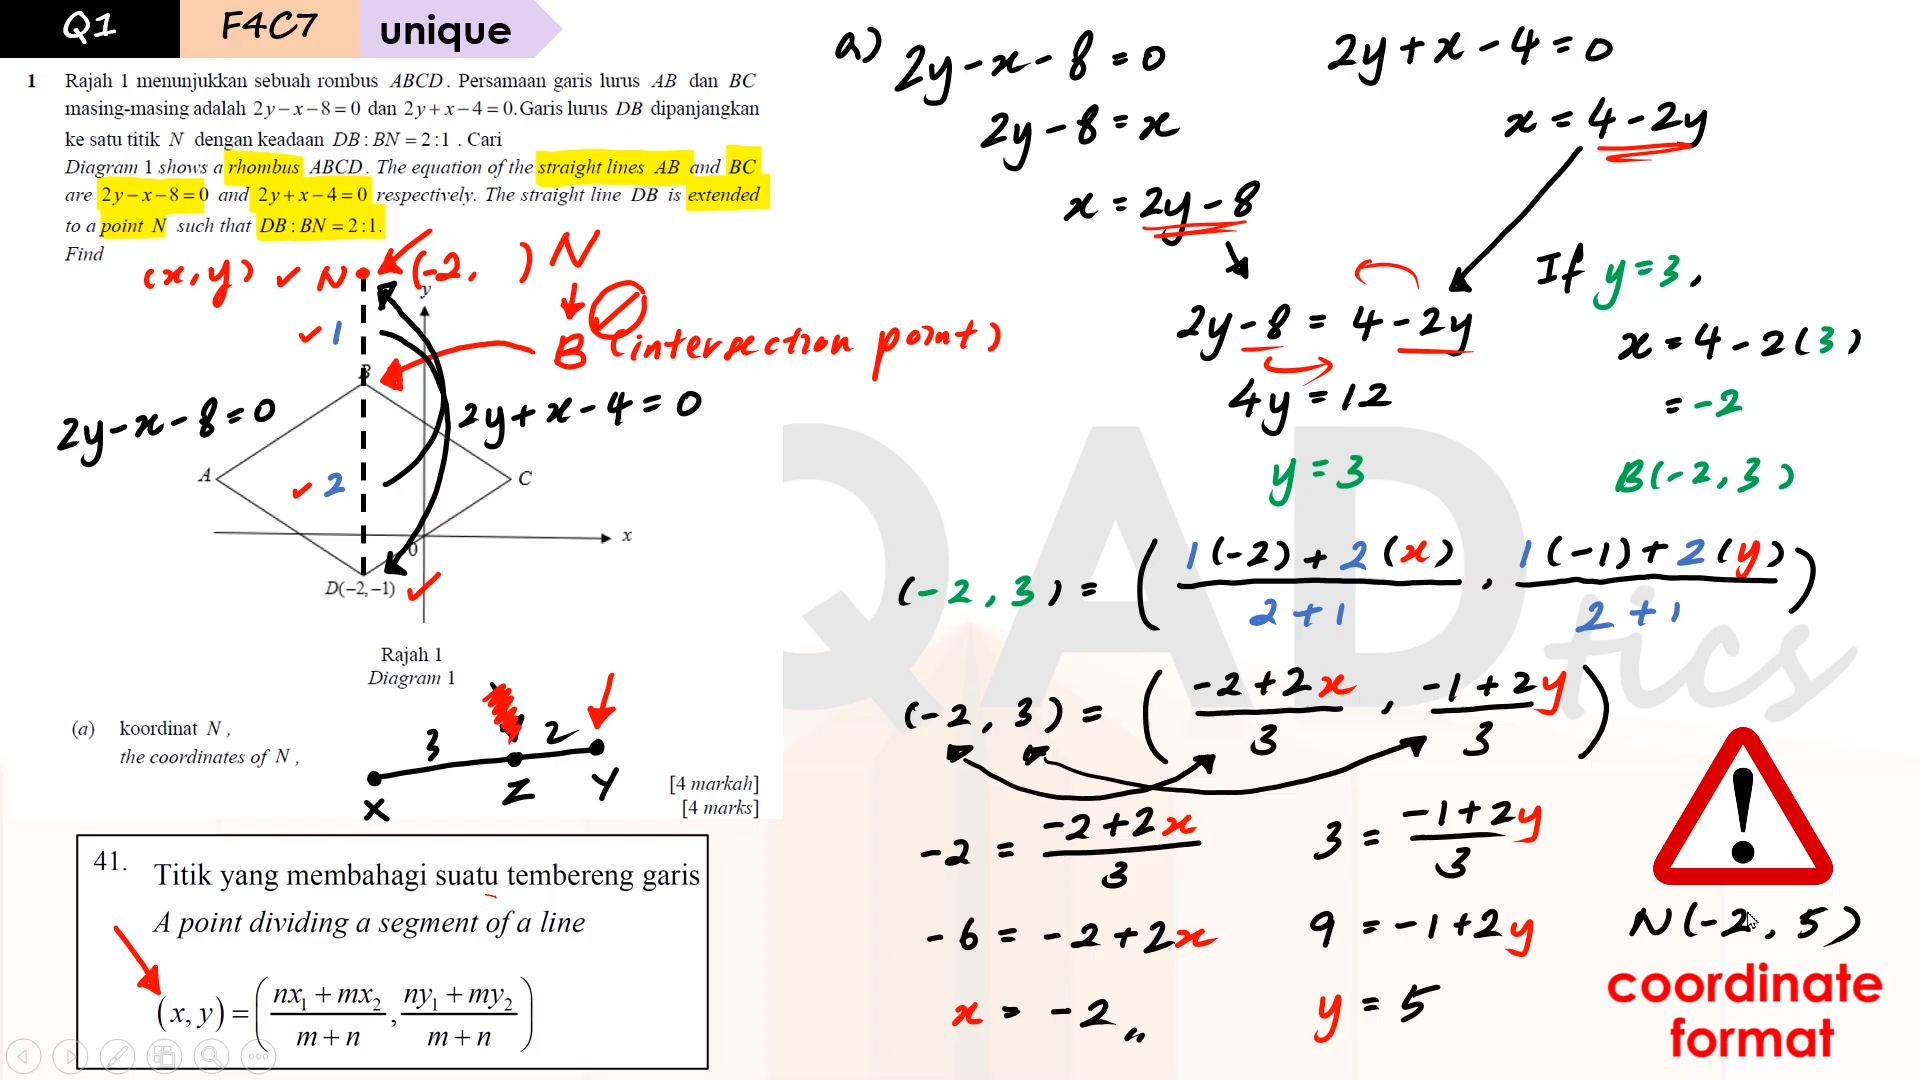 Q1 F4C7 unique
1 Rajah 1 menunjukkan sebuah rombus ABCD. Persamaan garis lurus AB dan BC
masing-masing adalah 2y−x−8=0 dan 2y+x−4=0.Garis lurus DB dipanjangkan
ke satu titik N dengan keadaan DB:BN=2:1. Cari
Diagram 1 shows a rhombus ABCD. The equation of the straight lines AB and BC
are 2y−x−8=0 and 2y+x−4=0 respectively. The straight line DB is extended
to a point N such that DB:BN=2:1.
Find
(x,y) ✓ N (-2, ) N
y
✓ 1
B (intersection point)
B
2y-x-8=0 2y+x-4=0
A C
✓ 2
x
0
D(−2,−1) ✓
Rajah 1
Diagram 1
(a) koordinat N,
the coordinates of N,
3 2
X Z Y
[4 markah]
[4 marks]
41. Titik yang membahagi suatu tembereng garis
A point dividing a segment of a line
(x, y) = ( (nx₁ + mx₂)/(m + n), (ny₁ + my₂)/(m + n) )
a) 2y-x-8=0
2y-8=x
x=2y-8
2y+x-4=0
x=4-2y
2y-8=4-2y
4y=12
y=3
If y=3,
x=4-2(3)
=-2
B(-2,3)
(-2,3)=( (1(-2)+2(x))/(2+1), (1(-1)+2(y))/(2+1) )
(-2,3)=( (-2+2x)/3, (-1+2y)/3 )
-2=(-2+2x)/3
-6=-2+2x
x=-2,,
3=(-1+2y)/3
9=-1+2y
y=5
!
N(-2,5)
coordinate
format
QADtics